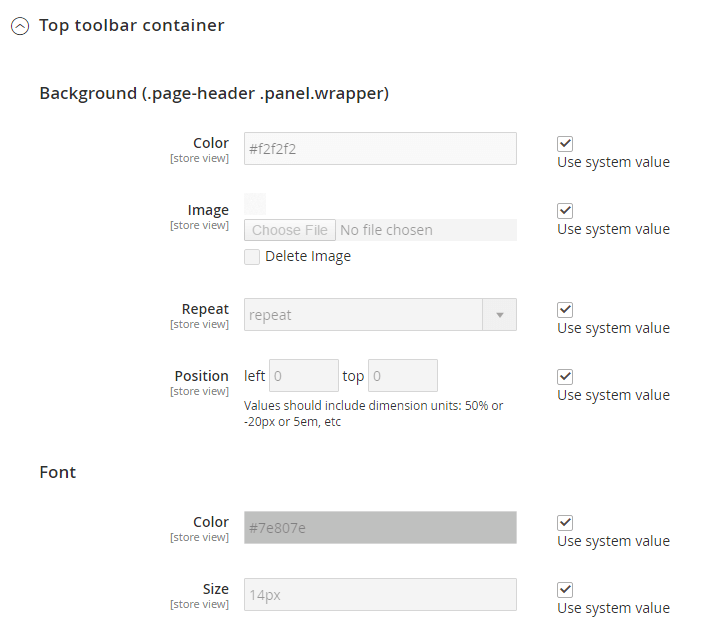 Top toolbar container
Background (.page-header .panel.wrapper)
Color
[store view]
#f2f2f2
Use system value
Image
[store view]
Choose File No file chosen
Delete Image
Use system value
Repeat
[store view]
repeat
Use system value
Position
[store view]
left 0 top 0
Values should include dimension units: 50% or
-20px or 5em, etc
Use system value
Font
Color
[store view]
#7e807e
Use system value
Size
[store view]
14px
Use system value